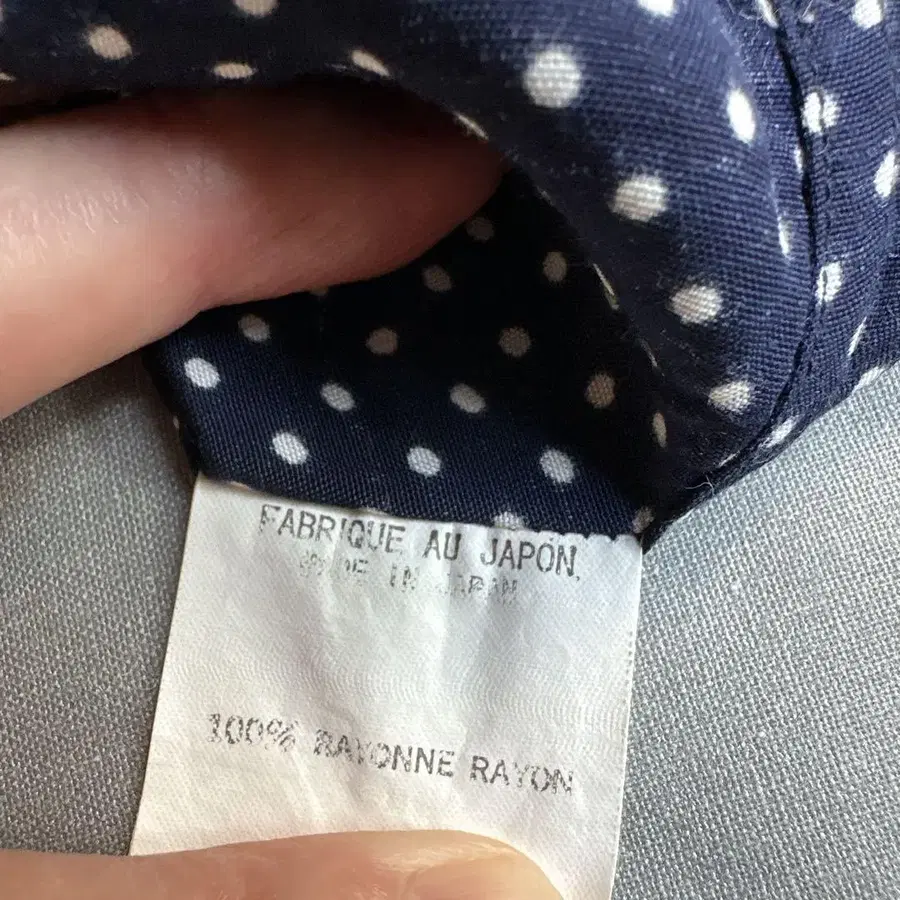 FABRIQUE AU JAPON.
MADE IN JAPAN
100% RAYONNE RAYON